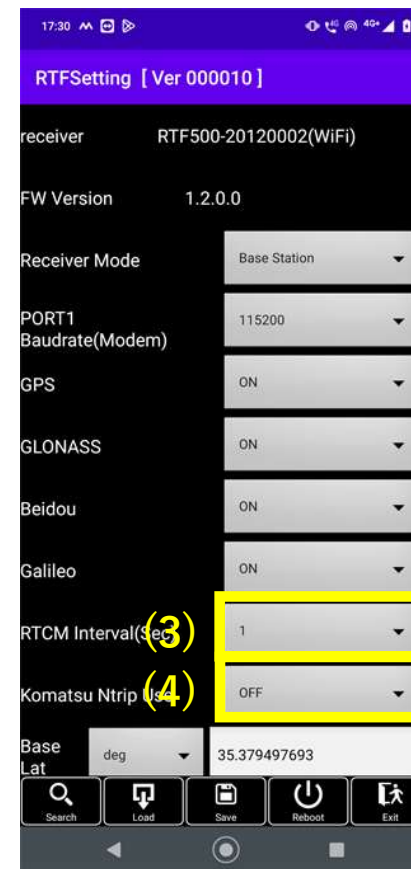 17:30 4G 4G+
RTFSetting [ Ver 000010 ]
receiver RTF500-20120002(WiFi)
FW Version 1.2.0.0
Receiver Mode Base Station
PORT1
Baudrate(Modem) 115200
GPS ON
GLONASS ON
Beidou ON
Galileo ON
RTCM Interval(Sec) (3) 1
Komatsu Ntrip Use (4) OFF
Base
Lat deg 35.379497693
Search Load Save Reboot Exit